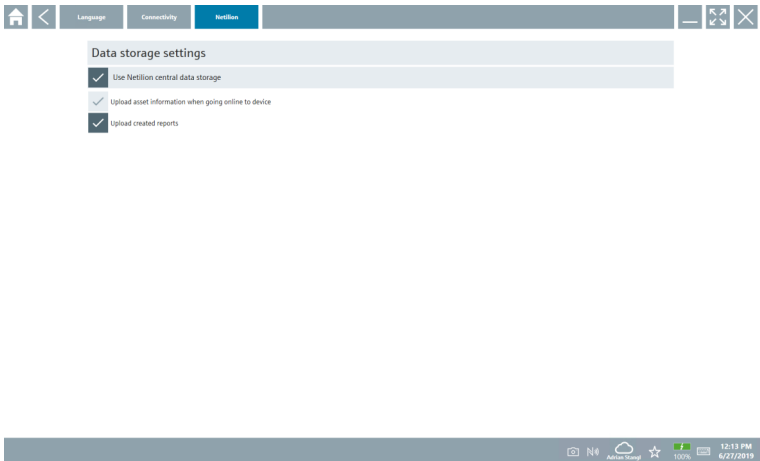 Language Connectivity Netilion
Data storage settings
Use Netilion central data storage
Upload asset information when going online to device
Upload created reports
Adrian Stangl 100% 12:13 PM
6/27/2019